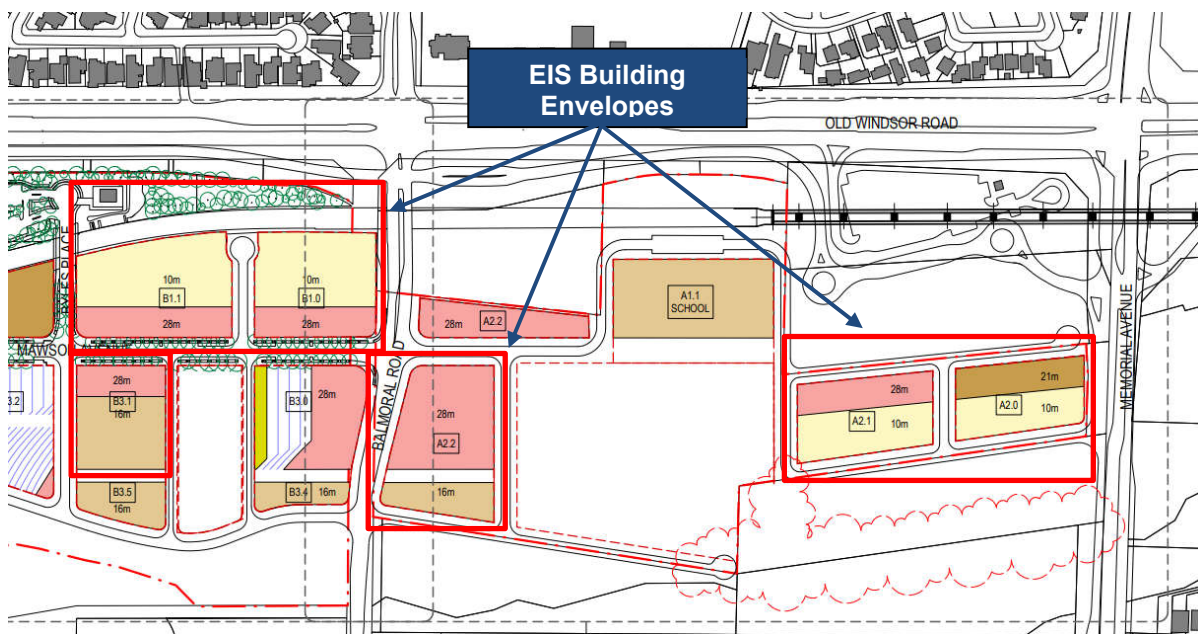 EIS Building
Envelopes
OLD WINDSOR ROAD
10m
10m
B1.1
B1.0
28m
28m
28m
A2.2
A1.1
SCHOOL
MEMORIAL AVENUE
BALMORAL ROAD
28m
B3.1
16m
28m
B3.0
3.2
28m
A2.2
28m
21m
A2.1
A2.0
10m
10m
B3.5
16m
B3.4
16m
16m